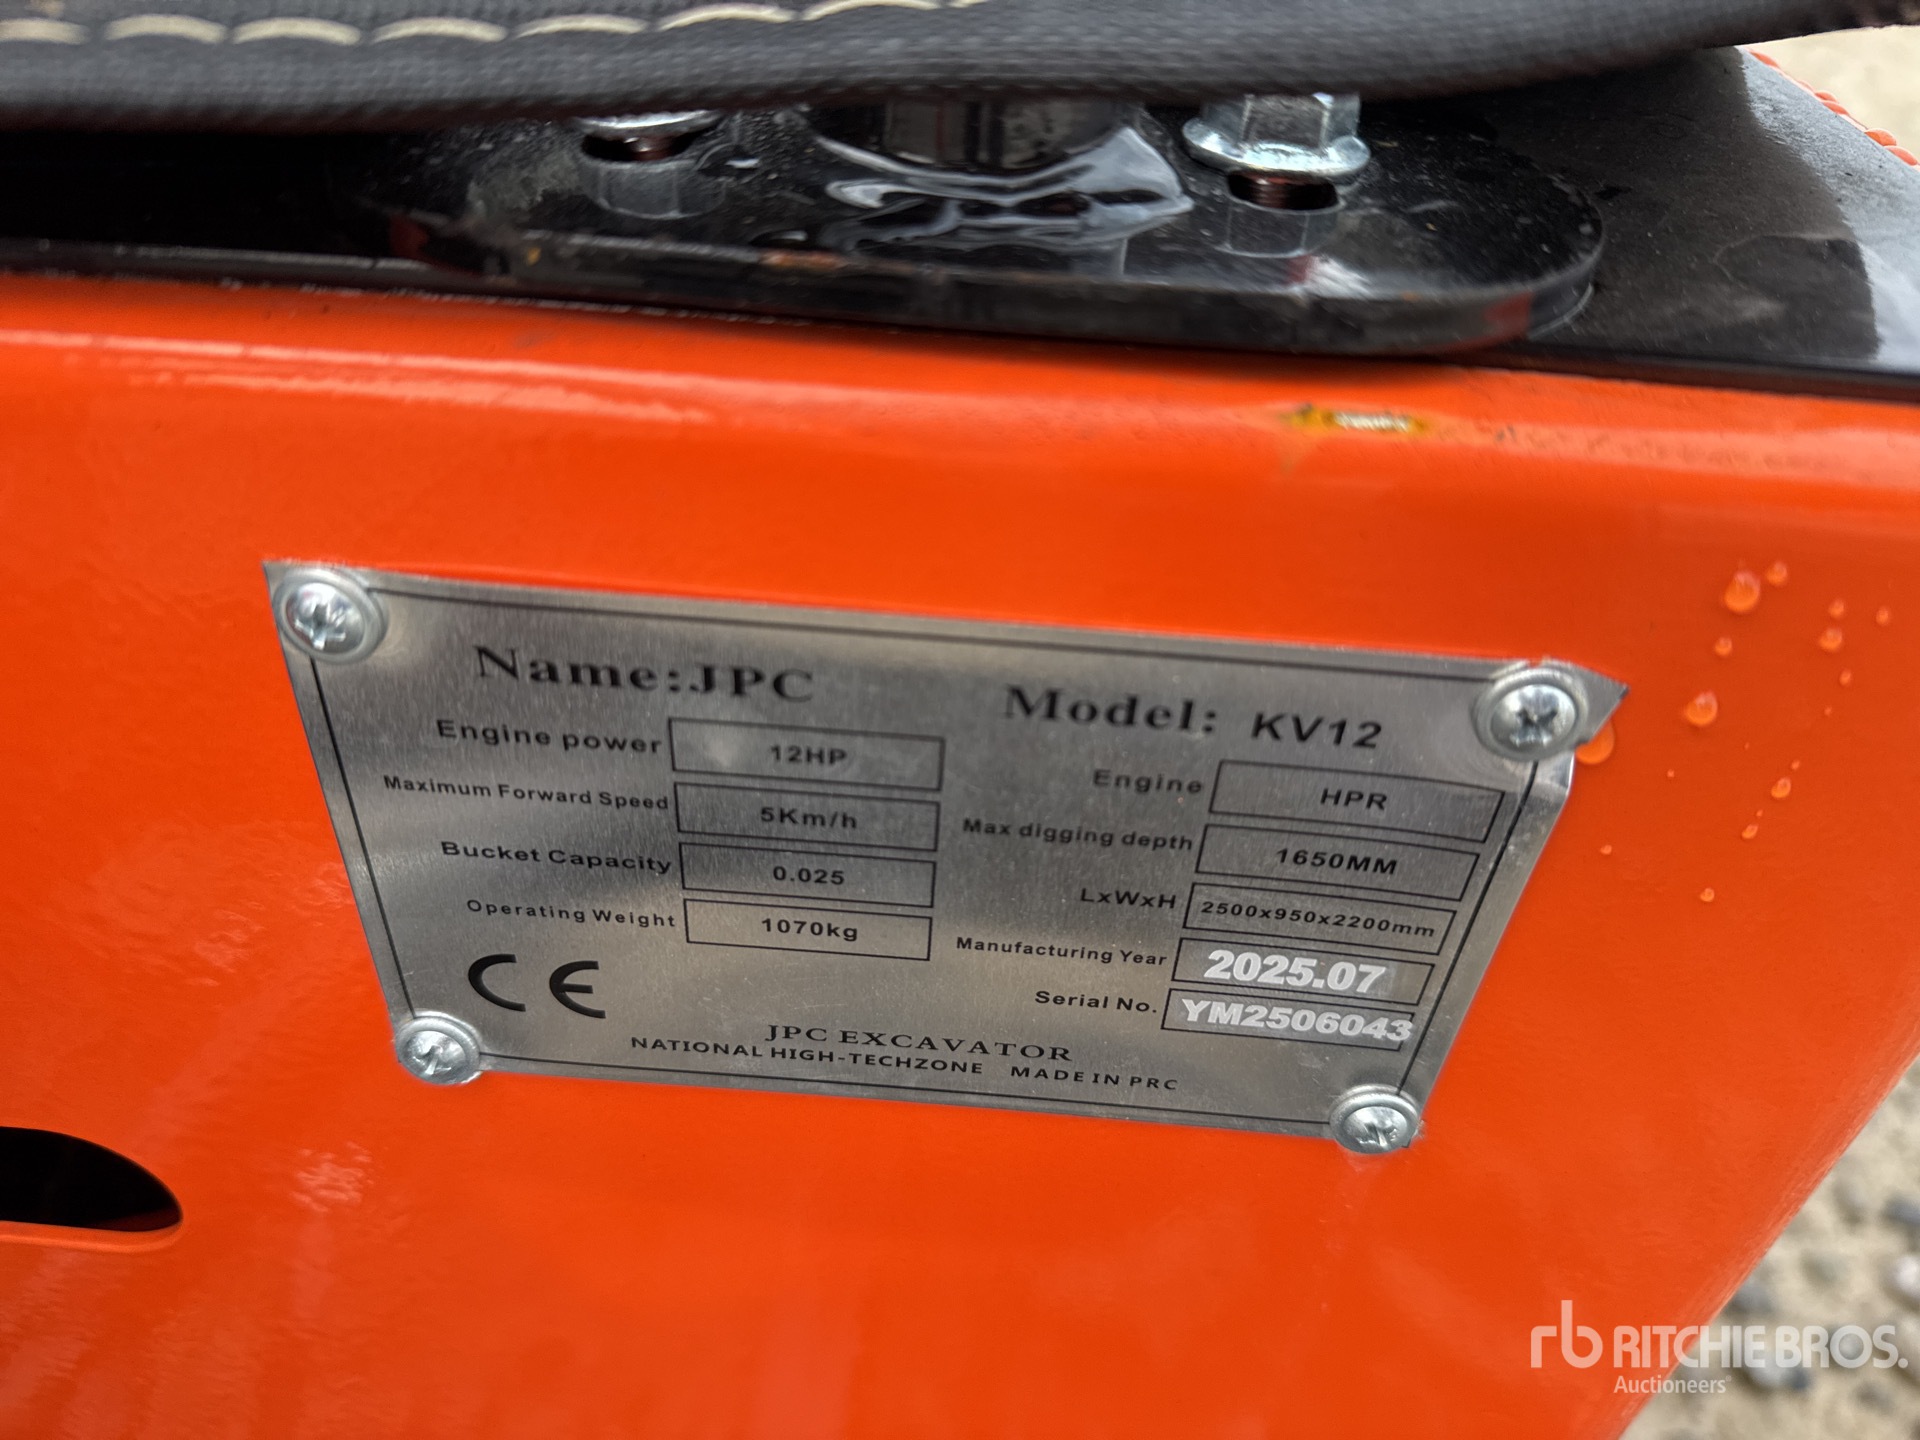 Name:JPC Model: KV12
Engine power 12HP Engine HPR
Maximum Forward Speed 5Km/h Max digging depth 1650MM
Bucket Capacity 0.025 LxWxH 2500x950x2200mm
Operating Weight 1070kg Manufacturing Year 2025.07
CE Serial No. YM2506043
JPC EXCAVATOR
NATIONAL HIGH-TECHZONE MADE IN PRC
rb RITCHIE BROS.
Auctioneers